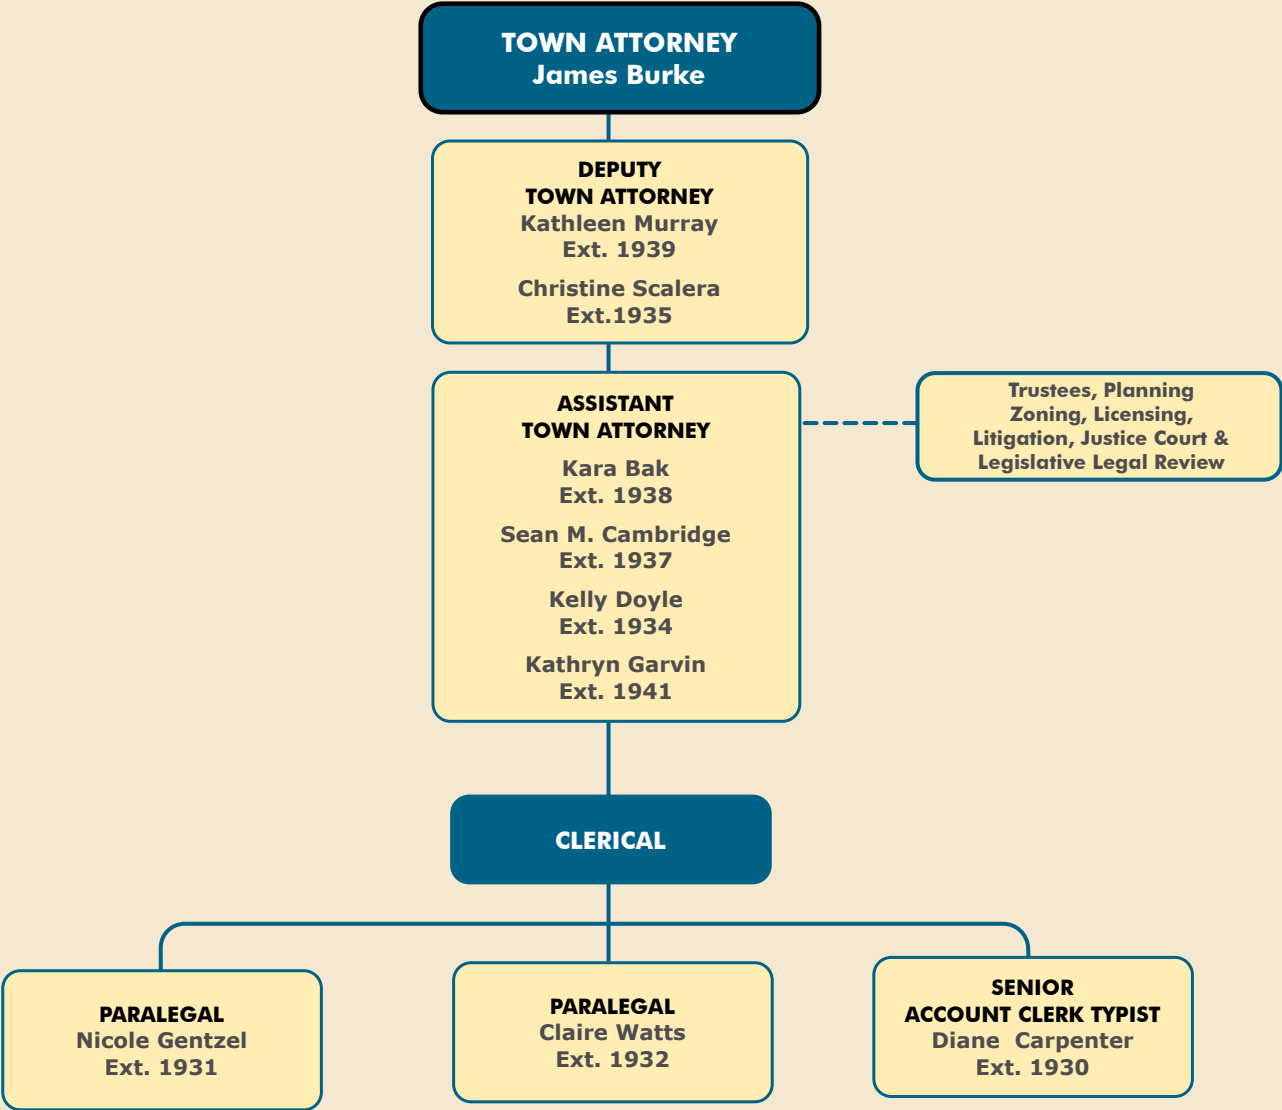 TOWN ATTORNEY
James Burke
DEPUTY
TOWN ATTORNEY
Kathleen Murray
Ext. 1939
Christine Scalera
Ext.1935
ASSISTANT
TOWN ATTORNEY
Kara Bak
Ext. 1938
Sean M. Cambridge
Ext. 1937
Kelly Doyle
Ext. 1934
Kathryn Garvin
Ext. 1941
Trustees, Planning
Zoning, Licensing,
Litigation, Justice Court &
Legislative Legal Review
CLERICAL
PARALEGAL
Nicole Gentzel
Ext. 1931
PARALEGAL
Claire Watts
Ext. 1932
SENIOR
ACCOUNT CLERK TYPIST
Diane  Carpenter
Ext. 1930